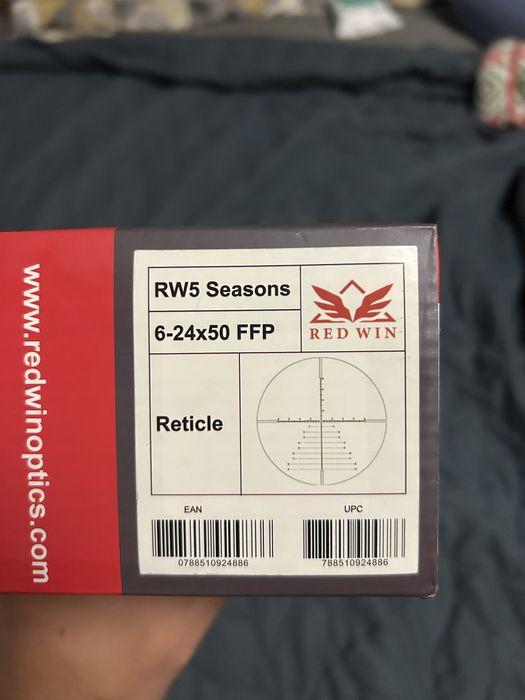 www.redwinoptics.com
RW5 Seasons
6-24x50 FFP
RED WIN
Reticle
EAN
0788510924886
UPC
788510924886